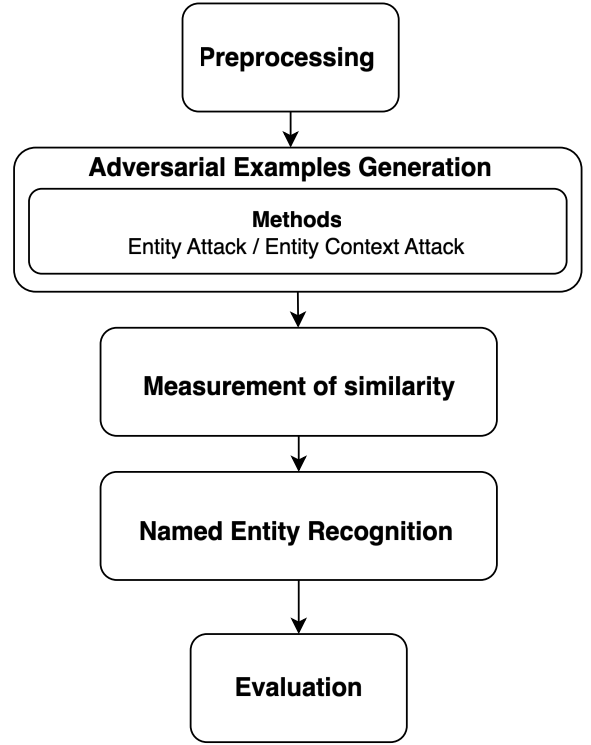 Preprocessing
Adversarial Examples Generation
Methods
Entity Attack / Entity Context Attack
Measurement of similarity
Named Entity Recognition
Evaluation